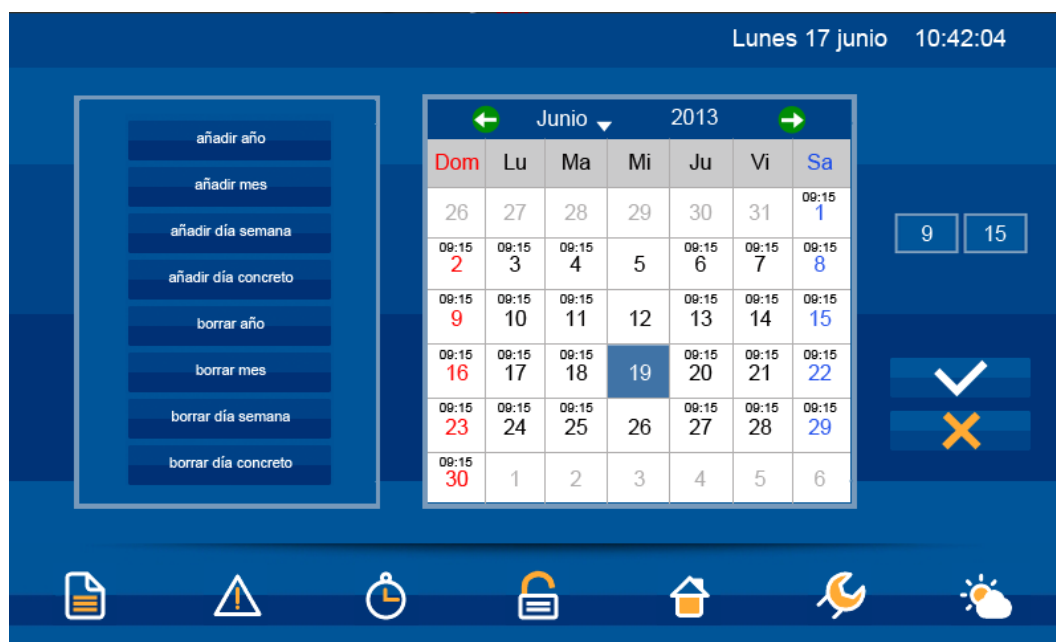 Lunes 17 junio 10:42:04
añadir año
añadir mes
añadir día semana
añadir día concreto
borrar año
borrar mes
borrar día semana
borrar día concreto
Junio 2013
Dom Lu Ma Mi Ju Vi Sa
09:15
26 27 28 29 30 31 1
09:15 09:15 09:15 09:15 09:15 09:15
2 3 4 5 6 7 8
09:15 09:15 09:15 09:15 09:15 09:15
9 10 11 12 13 14 15
09:15 09:15 09:15 09:15 09:15 09:15
16 17 18 19 20 21 22
09:15 09:15 09:15 09:15 09:15 09:15
23 24 25 26 27 28 29
09:15
30 1 2 3 4 5 6
9 15